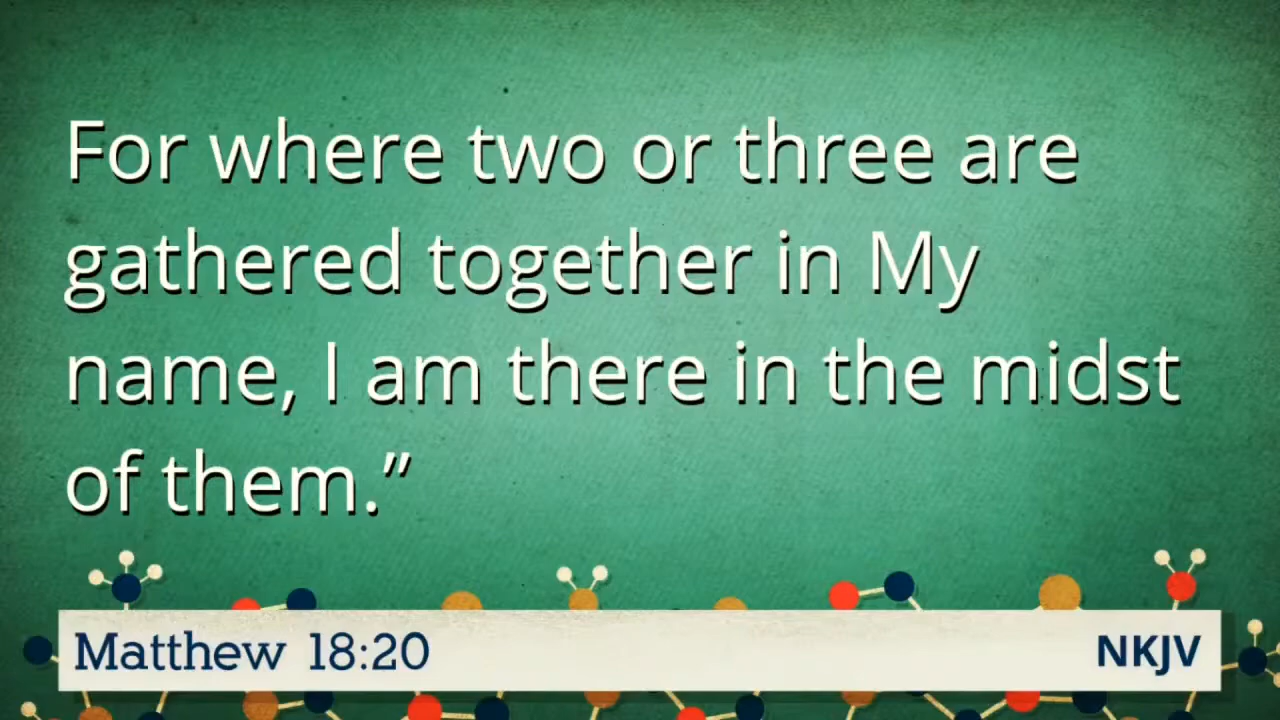 For where two or three are
gathered together in My
name, I am there in the midst
of them.”
Matthew 18:20 NKJV